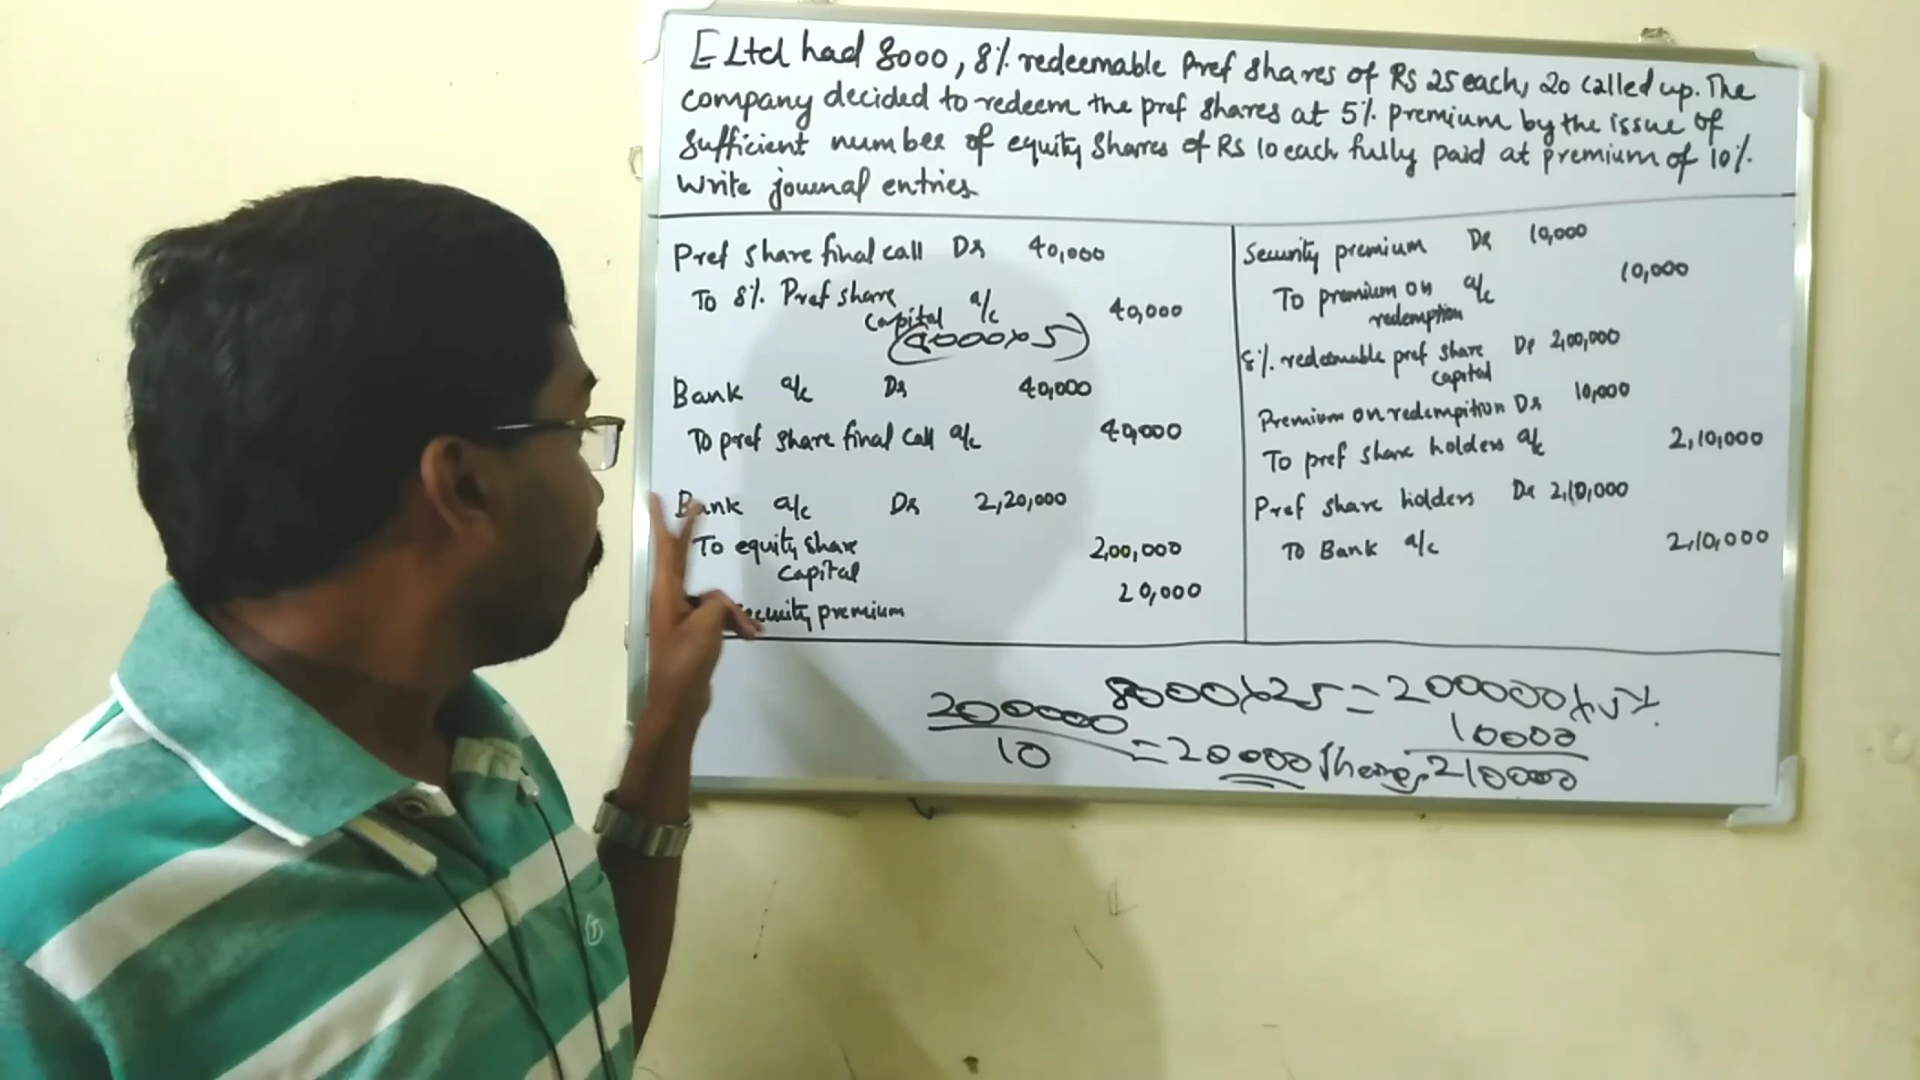 E Ltd had 8000, 8% redeemable Pref shares of Rs 25 each, 20 called up. The
company decided to redeem the pref shares at 5% premium by the issue of
sufficient number of equity shares of Rs 10 each fully paid at premium of 10%.
Write journal entries.
Pref share final call Dr 40,000
To 8% Pref share capital a/c 40,000
Bank a/c Dr 40,000
To pref share final call a/c 40,000
Bank a/c Dr 2,20,000
To equity share capital 2,00,000
security premium 20,000
Security premium Dr 10,000
To premium on redemption a/c 10,000
8% redeemable pref share capital Dr 2,00,000
Premium on redemption Dr 10,000
To pref share holders a/c 2,10,000
Pref share holders Dr 2,10,000
To Bank a/c 2,10,000
8000x25=200000x5%
10000
210000
200000
10
=20000 Shares